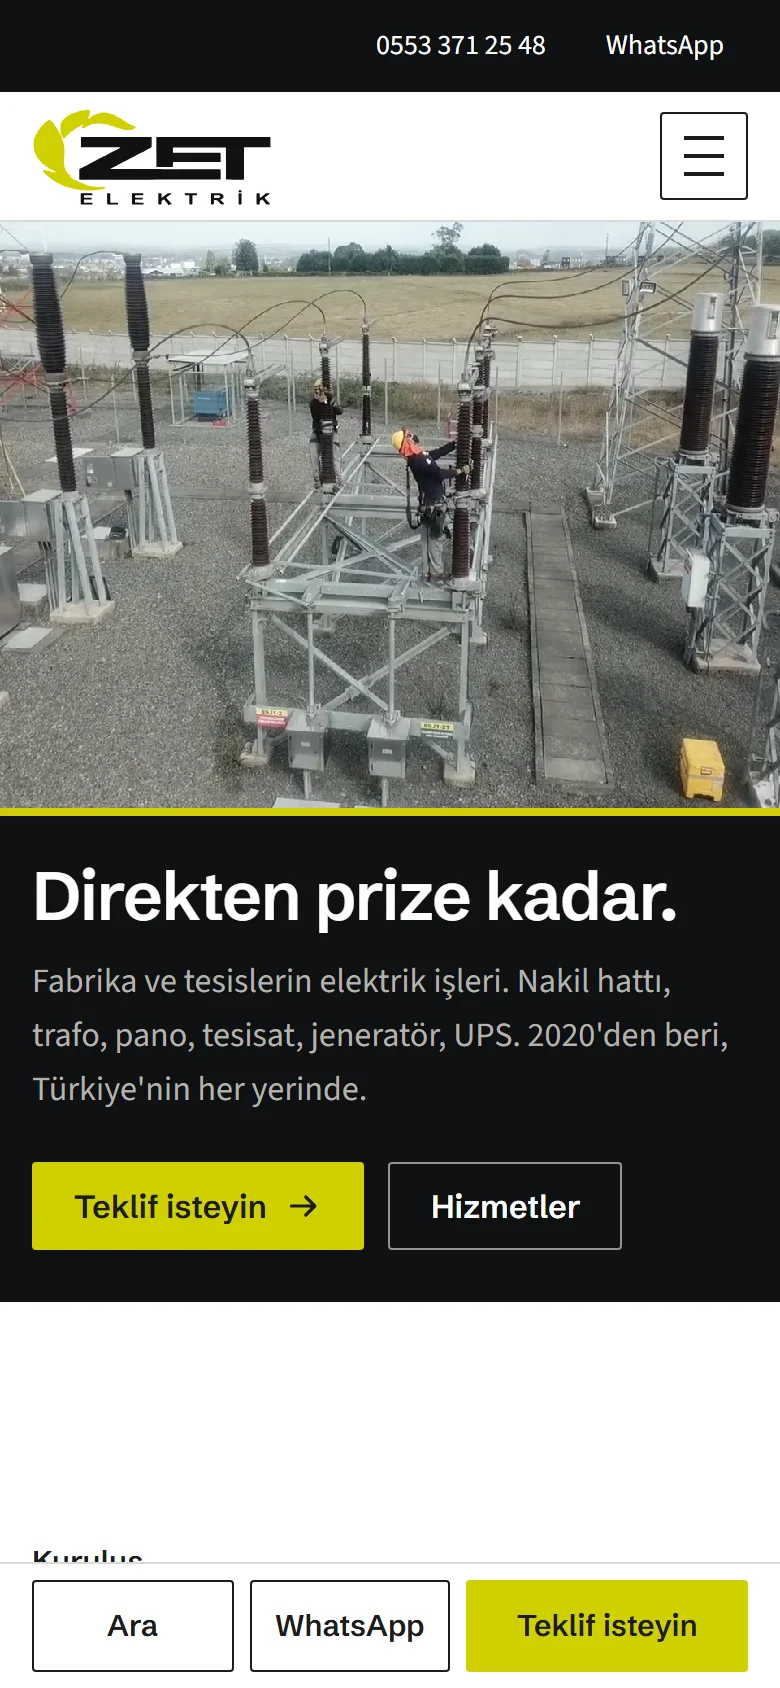 0553 371 25 48
WhatsApp
ZET
ELEKTRİK
Direkten prize kadar.
Fabrika ve tesislerin elektrik işleri. Nakil hattı,
trafo, pano, tesisat, jeneratör, UPS. 2020'den beri,
Türkiye'nin her yerinde.
Teklif isteyin →
Hizmetler
Kuruluş
Ara
WhatsApp
Teklif isteyin